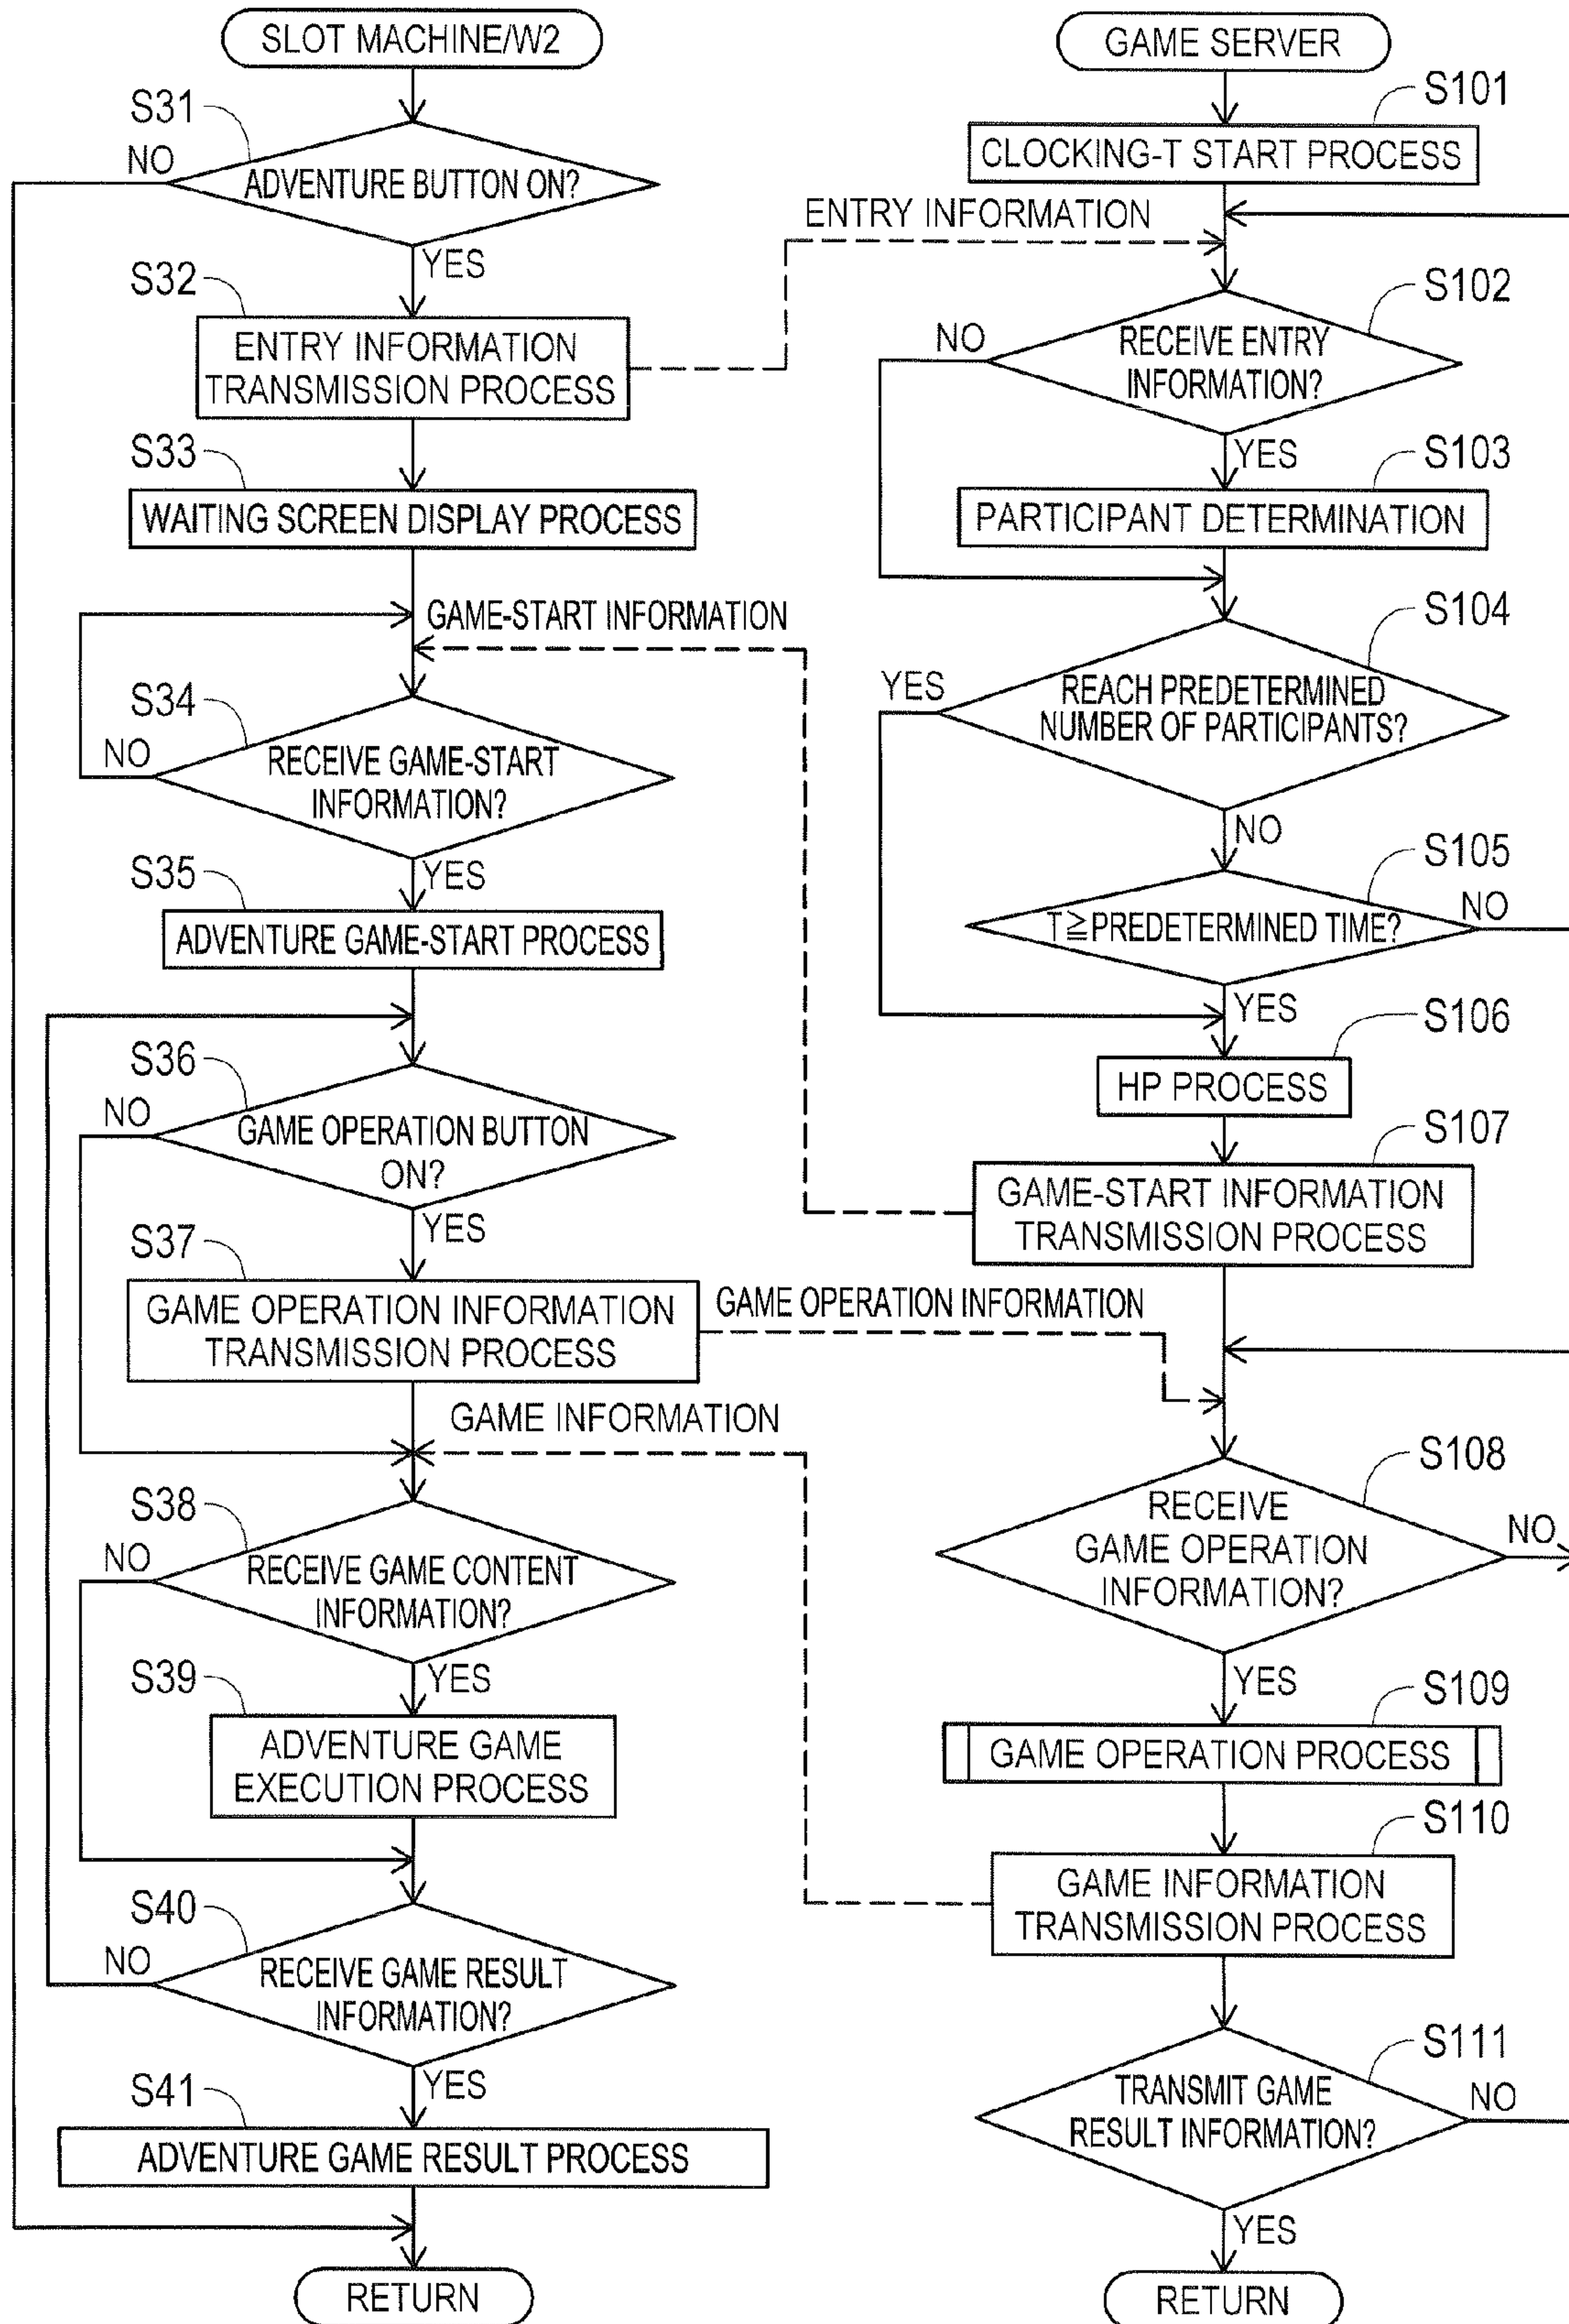 SLOT MACHINE/W2
S31
NO
ADVENTURE BUTTON ON?
YES
S32
ENTRY INFORMATION
TRANSMISSION PROCESS
S33
WAITING SCREEN DISPLAY PROCESS
GAME-START INFORMATION
S34
NO
RECEIVE GAME-START
INFORMATION?
YES
S35
ADVENTURE GAME-START PROCESS
S36
NO
GAME OPERATION BUTTON
ON?
YES
S37
GAME OPERATION INFORMATION
TRANSMISSION PROCESS
GAME OPERATION INFORMATION
GAME INFORMATION
S38
NO
RECEIVE GAME CONTENT
INFORMATION?
YES
S39
ADVENTURE GAME
EXECUTION PROCESS
S40
NO
RECEIVE GAME RESULT
INFORMATION?
YES
S41
ADVENTURE GAME RESULT PROCESS
RETURN
GAME SERVER
S101
CLOCKING-T START PROCESS
ENTRY INFORMATION
S102
NO
RECEIVE ENTRY
INFORMATION?
YES
S103
PARTICIPANT DETERMINATION
S104
YES
REACH PREDETERMINED
NUMBER OF PARTICIPANTS?
NO
S105
T≧PREDETERMINED TIME?
NO
YES
S106
HP PROCESS
S107
GAME-START INFORMATION
TRANSMISSION PROCESS
S108
RECEIVE
GAME OPERATION
INFORMATION?
NO
YES
S109
GAME OPERATION PROCESS
S110
GAME INFORMATION
TRANSMISSION PROCESS
S111
TRANSMIT GAME
RESULT INFORMATION?
NO
YES
RETURN